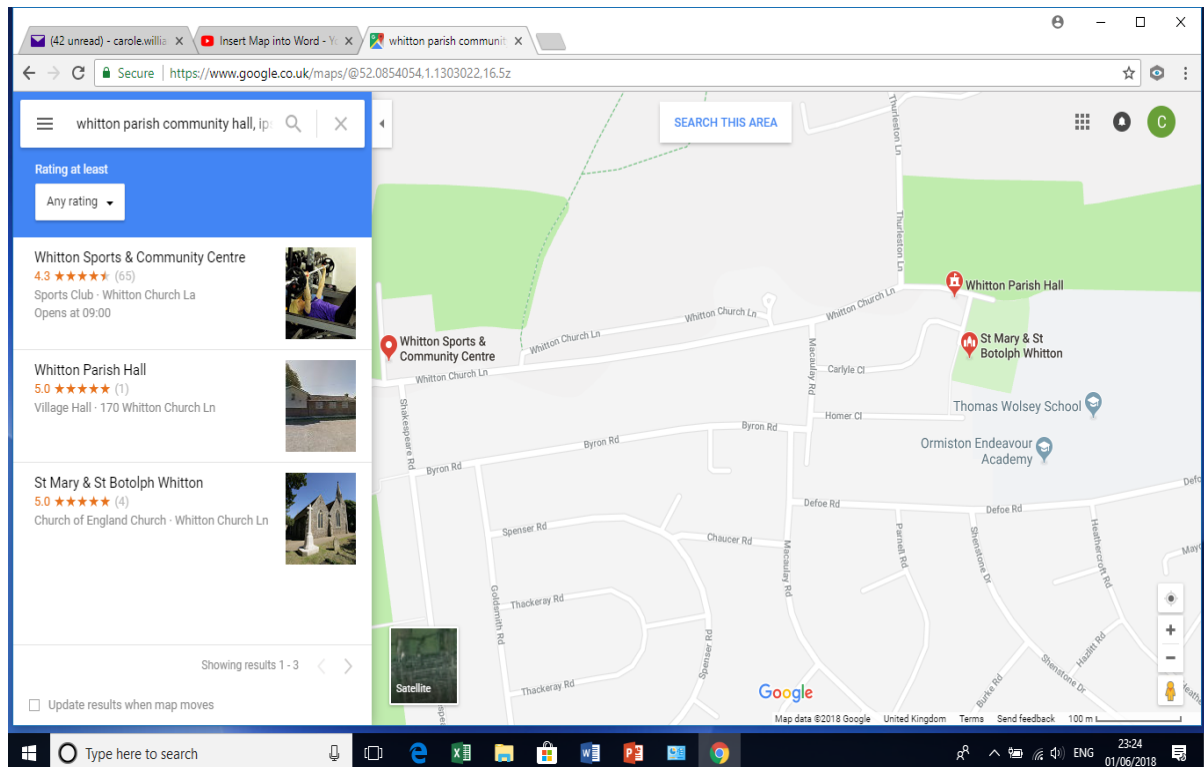 (42 unread) - carole.willia
Insert Map into Word - Yo
whitton parish communit
Secure | https://www.google.co.uk/maps/@52.0854054,1.1303022,16.5z
whitton parish community hall, ip
Rating at least
Any rating
Whitton Sports & Community Centre
4.3 ★★★★★ (65)
Sports Club · Whitton Church La
Opens at 09:00
Whitton Parish Hall
5.0 ★★★★★ (1)
Village Hall · 170 Whitton Church Ln
St Mary & St Botolph Whitton
5.0 ★★★★★ (4)
Church of England Church · Whitton Church Ln
Showing results 1 - 3
Update results when map moves
SEARCH THIS AREA
C
Thurleston Ln
Thurleston Ln
Whitton Parish Hall
Whitton Church Ln
Whitton Church Ln
Whitton Sports &
Community Centre
Whitton Church Ln
Whitton Church Ln
St Mary & St
Botolph Whitton
Macaulay Rd
Carlyle Cl
Thomas Wolsey School
Homer Cl
Shakespeare Rd
Byron Rd
Byron Rd
Byron Rd
Ormiston Endeavour
Academy
Defo
Defoe Rd
Defoe Rd
Spenser Rd
Chaucer Rd
Macaulay Rd
Parnell Rd
Shenstone Dr
Heathercroft Rd
Mayo
Goldsmith Rd
Thackeray Rd
Spenser Rd
Hazlitt Rd
Shenstone Dr
Burke Rd
Thackeray Rd
Heathe
Satellite
Google
Map data ©2018 Google United Kingdom Terms Send feedback 100 m
Type here to search
ENG
23:24
01/06/2018